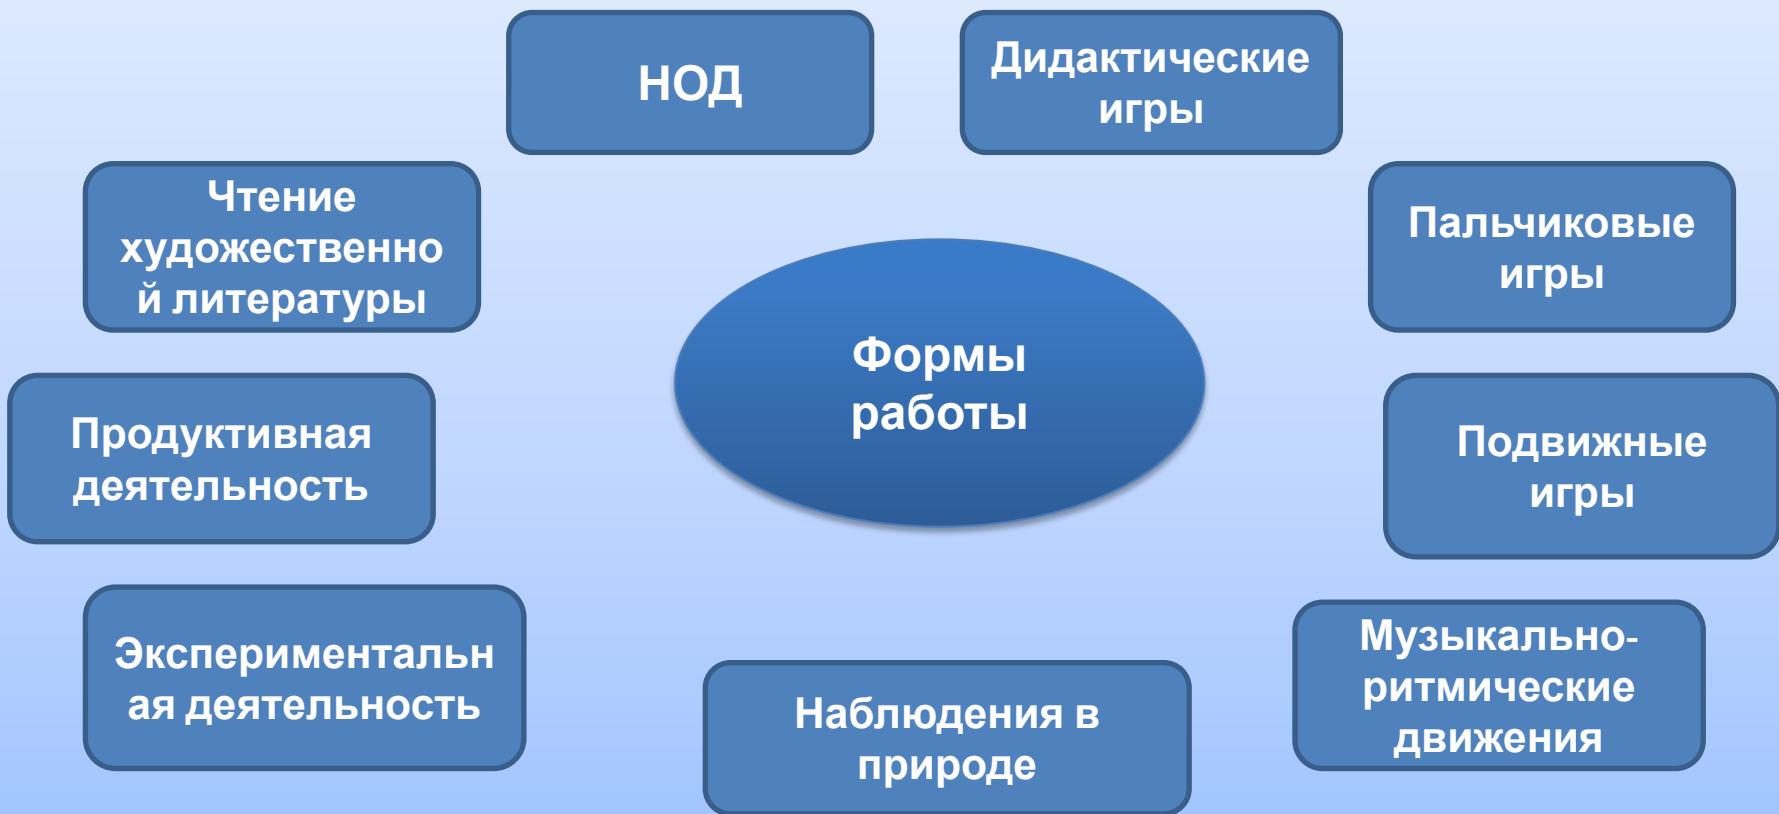 НОД
Дидактические
игры
Чтение
художественно
й литературы
Пальчиковые
игры
Формы
работы
Продуктивная
деятельность
Подвижные
игры
Экспериментальн
ая деятельность
Музыкально-
ритмические
движения
Наблюдения в
природе